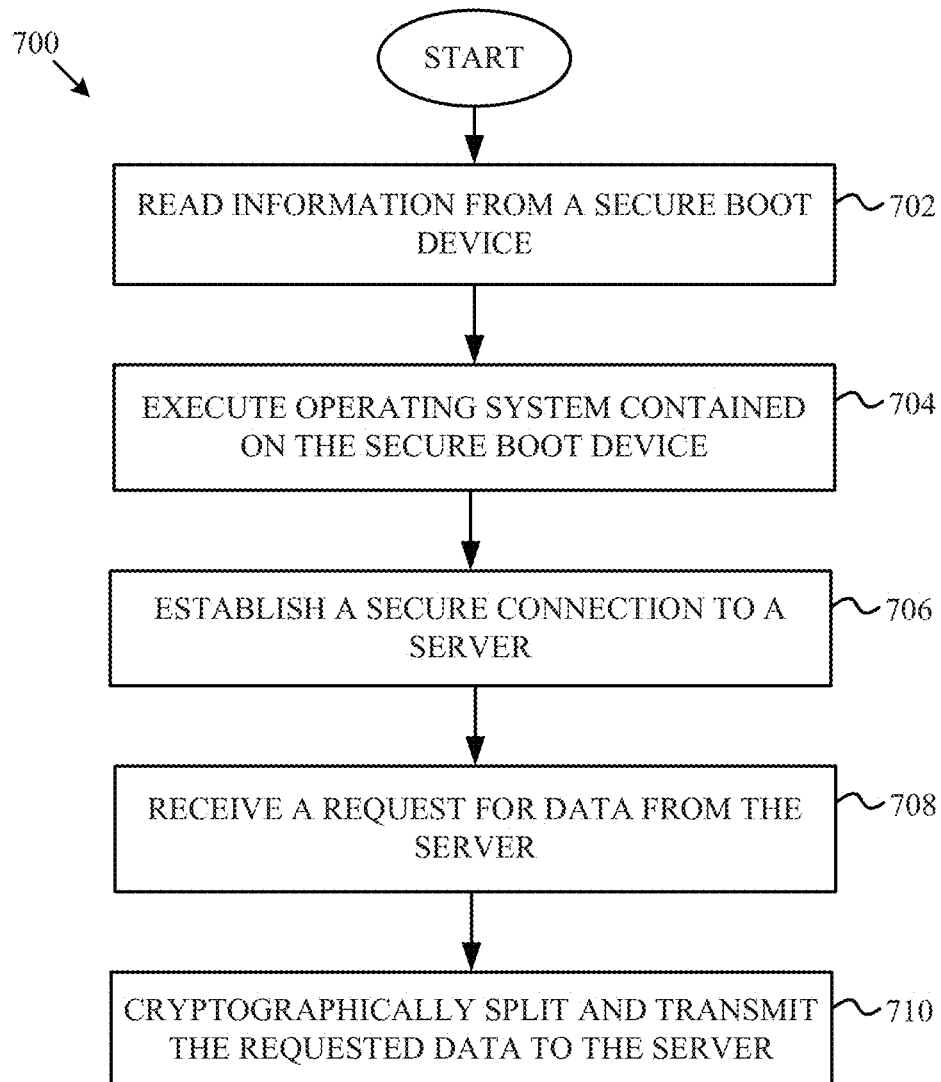 700
START
READ INFORMATION FROM A SECURE BOOT
DEVICE
702
EXECUTE OPERATING SYSTEM CONTAINED
ON THE SECURE BOOT DEVICE
704
ESTABLISH A SECURE CONNECTION TO A
SERVER
706
RECEIVE A REQUEST FOR DATA FROM THE
SERVER
708
CRYPTOGRAPHICALLY SPLIT AND TRANSMIT
THE REQUESTED DATA TO THE SERVER
710